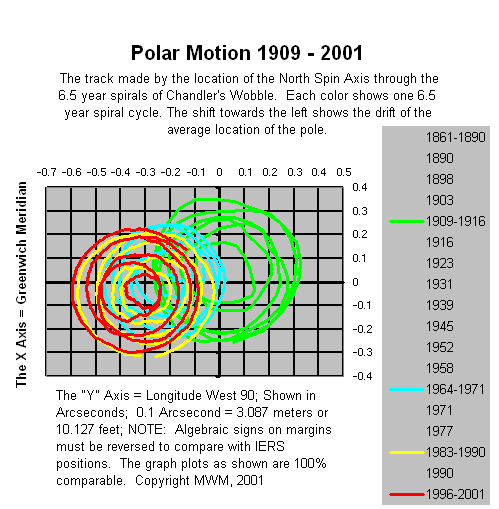 Polar Motion 1909 - 2001
The track made by the location of the North Spin Axis through the
6.5 year spirals of Chandler's Wobble.  Each color shows one 6.5
year spiral cycle. The shift towards the left shows the drift of the
average location of the pole.
-0.7 -0.6 -0.5 -0.4 -0.3 -0.2 -0.1 0 0.1 0.2 0.3 0.4 0.5
0.4
0.3
0.2
0.1
0
-0.1
-0.2
-0.3
-0.4
The X Axis = Greenwich Meridian
1861-1890
1890
1898
1903
1909-1916
1916
1923
1931
1939
1945
1952
1958
1964-1971
1971
1977
1983-1990
1990
1996-2001
The "Y" Axis = Longitude West 90; Shown in
Arcseconds;  0.1 Arcsecond = 3.087 meters or
10.127 feet; NOTE:  Algebraic signs on margins
must be reversed to compare with IERS
positions.  The graph plots as shown are 100%
comparable.  Copyright MWM, 2001